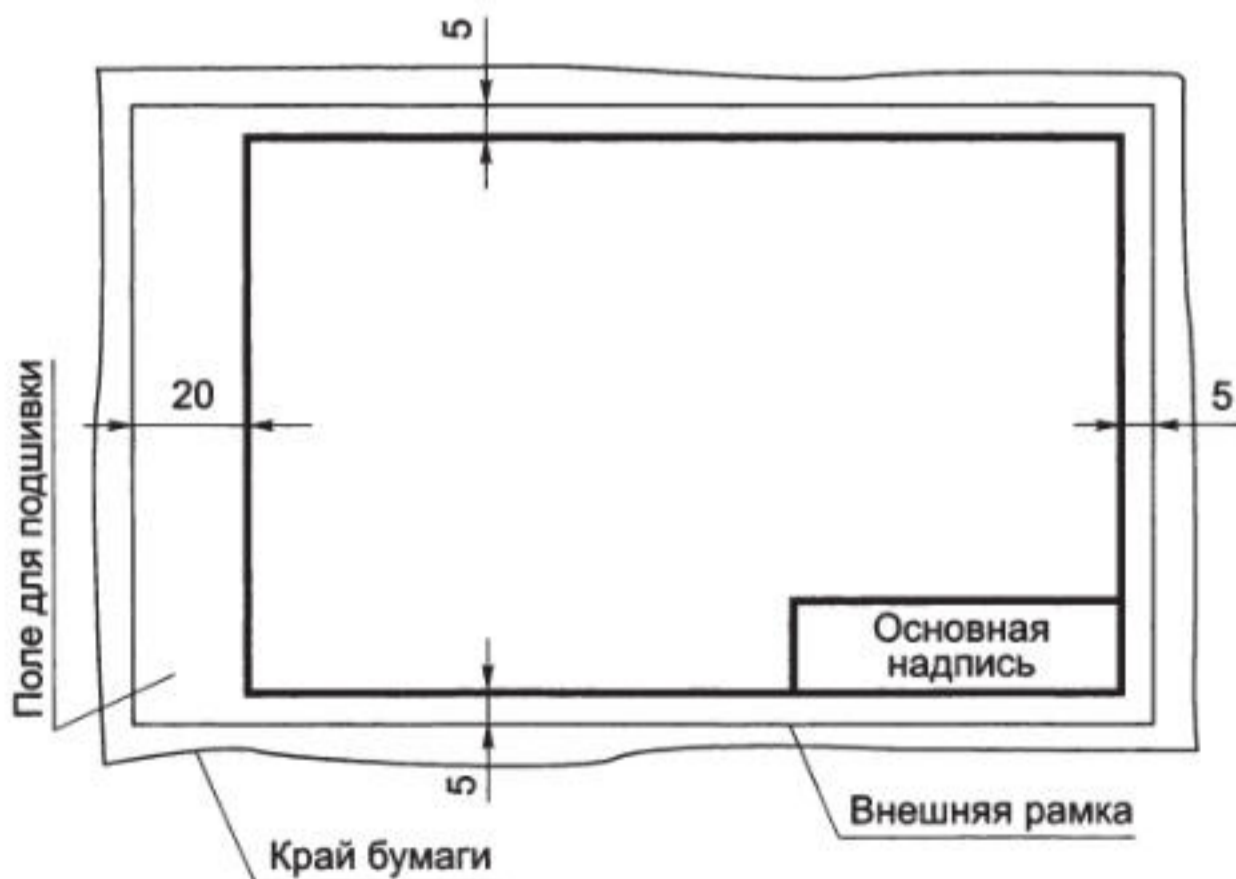 5
20
5
Поле для подшивки
Основная
надпись
5
Внешняя рамка
Край бумаги